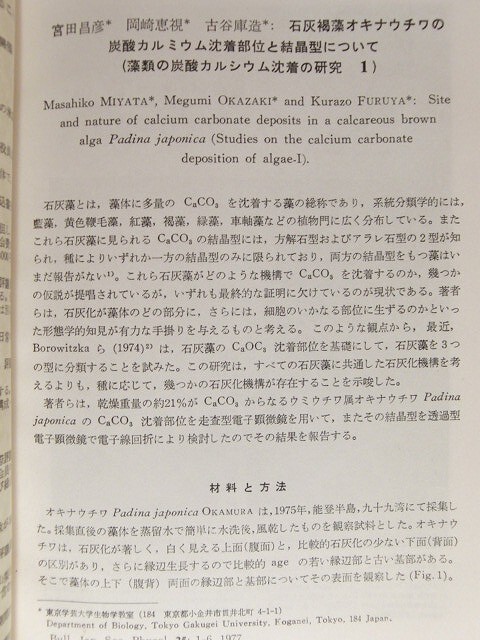 宮田昌彦*　岡崎恵視*　古谷庫造*: 石灰褐藻オキナウチワの
炭酸カルミウム沈着部位と結晶型について
(藻類の炭酸カルシウム沈着の研究　1)
Masahiko MIYATA*, Megumi OKAZAKI* and Kurazo FURUYA*: Site
and nature of calcium carbonate deposits in a calcareous brown
alga Padina japonica (Studies on the calcium carbonate
deposition of algae-I).
石灰藻とは，藻体に多量の CaCO₃ を沈着する藻の総称であり，系統分類学的には，
藍藻，黄色鞭毛藻，紅藻，褐藻，緑藻，車軸藻などの植物門に広く分布している。また
これら石灰藻に見られる CaCO₃ の結晶型には，方解石型およびアラレ石型の2型が知
られ，種によりいずれか一方の結晶型のみに限られており，両方の結晶型をもつ藻はい
まだ報告がない¹⁾。これら石灰藻がどのような機構で CaCO₃ を沈着するのか，幾つか
の仮説が提唱されているが，いずれも最終的な証明に欠けているのが現状である。著者
らは，石灰化が藻体のどの部分に，さらには，細胞のいかなる部位に生ずるのかといっ
た形態学的知見が有力な手掛りを与えるものと考える。このような観点から，最近，
Borowitzka ら (1974)²⁾ は，石灰藻の CaOC₃ 沈着部位を基礎にして，石灰藻を3つ
の型に分類することを試みた。この研究は，すべての石灰藻に共通した石灰化機構を考
えるよりも，種に応じて，幾つかの石灰化機構が存在することを示唆した。
著者らは，乾燥重量の約21%が CaCO₃ からなるウミウチワ属オキナウチワ Padina
japonica の CaCO₃ 沈着部位を走査型電子顕微鏡を用いて，またその結晶型を透過型
電子顕微鏡で電子線回折により検討したのでその結果を報告する。
材料と方法
オキナウチワ Padina japonica OKAMURA は，1975年，能登半島，九十九湾にて採集し
た。採集直後の藻体を蒸留水で簡単に水洗後，風乾したものを観察試料とした。オキナウ
チワは，石灰化が著しく，白く見える上面(腹面)と，比較的石灰化の少ない下面(背面)
の区別があり，さらに縁辺生長するので比較的 age の若い縁辺部と古い基部がある。
そこで藻体の上下（腹背）両面の縁辺部と基部についてその表面を観察した (Fig. 1)。
* 東京学芸大学生物学教室 (184　東京都小金井市貫井北町 4-1-1)
Department of Biology, Tokyo Gakugei University, Koganei, Tokyo, 184 Japan.
Bull. Jap. Soc. Phycol. 25: 1-6, 1977